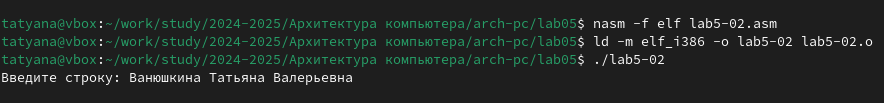 tatyana@vbox:~/work/study/2024-2025/Архитектура компьютера/arch-pc/lab05$ nasm -f elf lab5-02.asm
tatyana@vbox:~/work/study/2024-2025/Архитектура компьютера/arch-pc/lab05$ ld -m elf_i386 -o lab5-02 lab5-02.o
tatyana@vbox:~/work/study/2024-2025/Архитектура компьютера/arch-pc/lab05$ ./lab5-02
Введите строку: Ванюшкина Татьяна Валерьевна